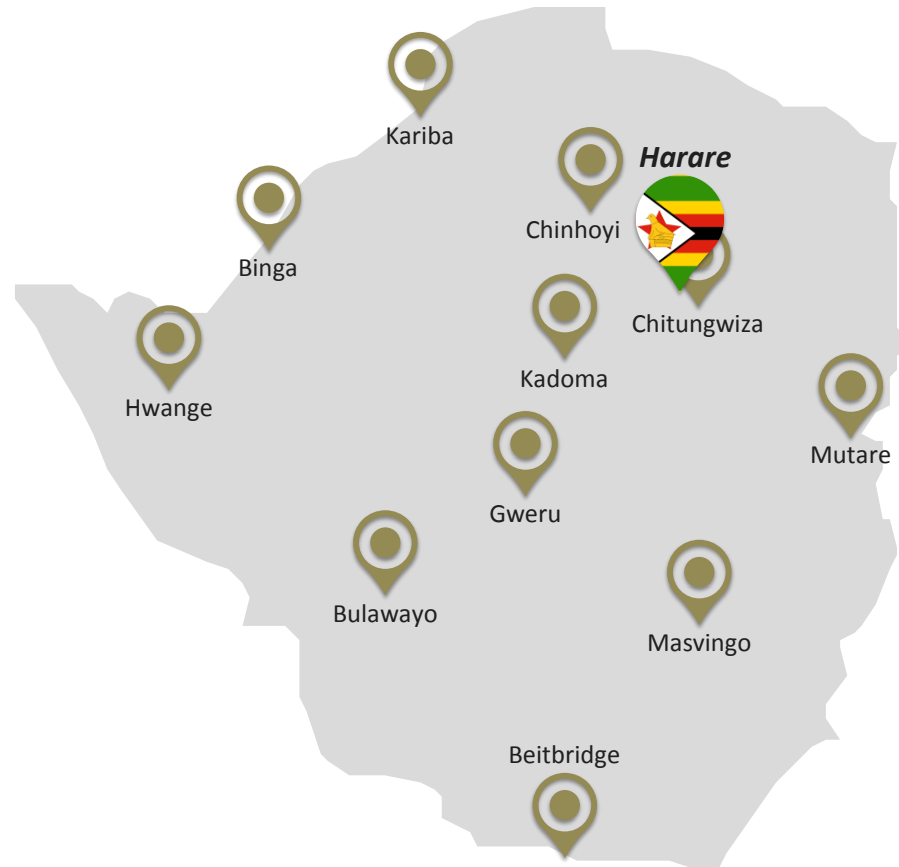 Kariba
Harare
Chinhoyi
Binga
Chitungwiza
Kadoma
Hwange
Mutare
Gweru
Bulawayo
Masvingo
Beitbridge